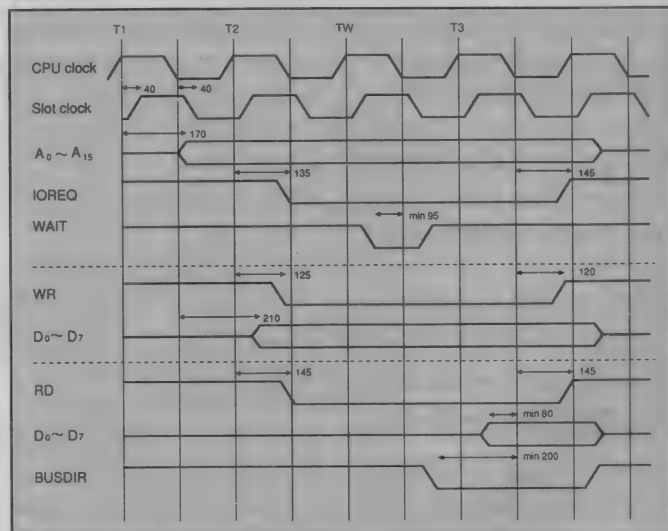 T1 T2 TW T3
CPU clock
40 40
Slot clock
170
A₀ ~ A₁₅
135 145
IOREQ
min 95
WAIT
125 120
WR
210
D₀ ~ D₇
145 145
RD
min 80
D₀ ~ D₇
min 200
BUSDIR